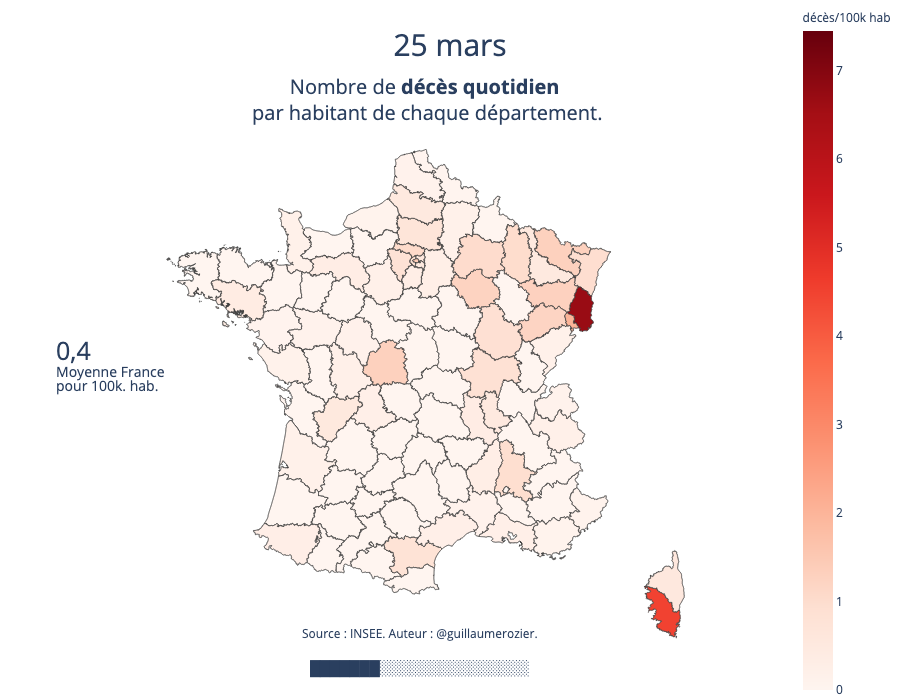 décès/100k hab
25 mars
Nombre de décès quotidien
par habitant de chaque département.
7
6
5
4
3
2
1
0
0,4
Moyenne France
pour 100k. hab.
Source : INSEE. Auteur : @guillaumerozier.